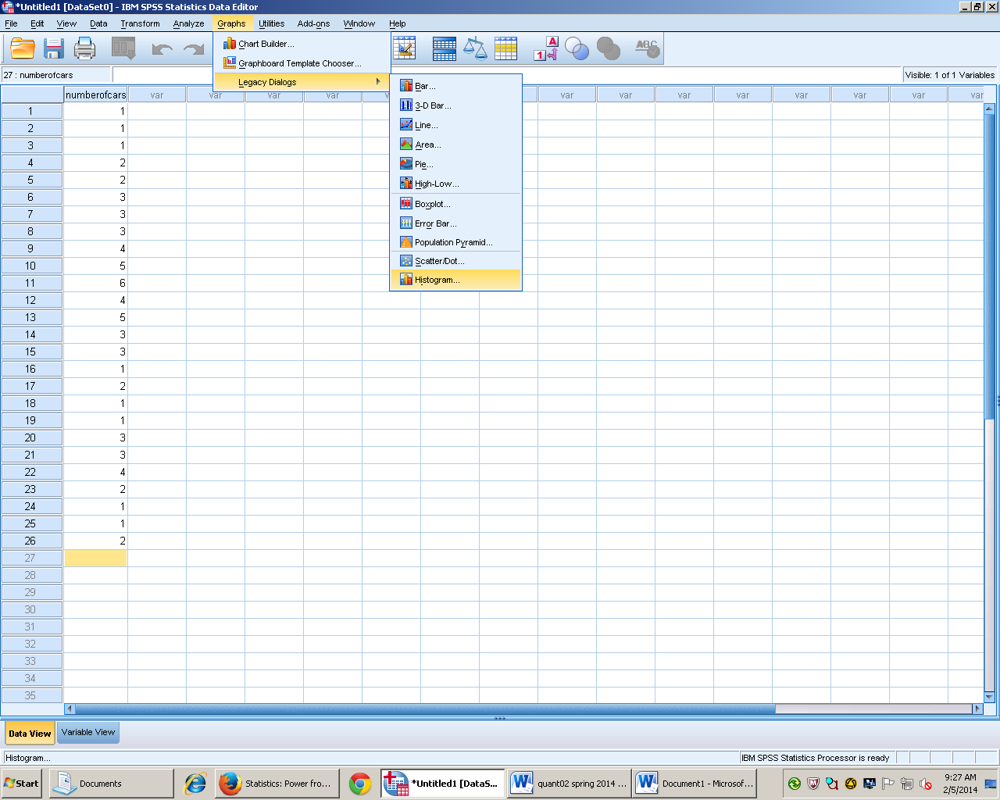 *Untitled1 [DataSet0] - IBM SPSS Statistics Data Editor
File Edit View Data Transform Analyze Graphs Utilities Add-ons Window Help
Chart Builder...
Graphboard Template Chooser...
Legacy Dialogs
Bar...
3-D Bar...
Line...
Area...
Pie...
High-Low...
Boxplot...
Error Bar...
Population Pyramid...
Scatter/Dot...
Histogram...
1 A
ABC
27 : numberofcars
Visible: 1 of 1 Variables
numberofcars var var var var var var var var var var var var
1 1
2 1
3 1
4 2
5 2
6 3
7 3
8 3
9 4
10 5
11 6
12 4
13 5
14 3
15 3
16 1
17 2
18 1
19 1
20 3
21 3
22 4
23 2
24 1
25 1
26 2
27
28
29
30
31
32
33
34
35
Data View Variable View
Histogram...
IBM SPSS Statistics Processor is ready
Start Documents Statistics: Power fro... *Untitled1 [DataS... quant02 spring 2014 ... Document1 - Microsof...
9:27 AM
2/5/2014